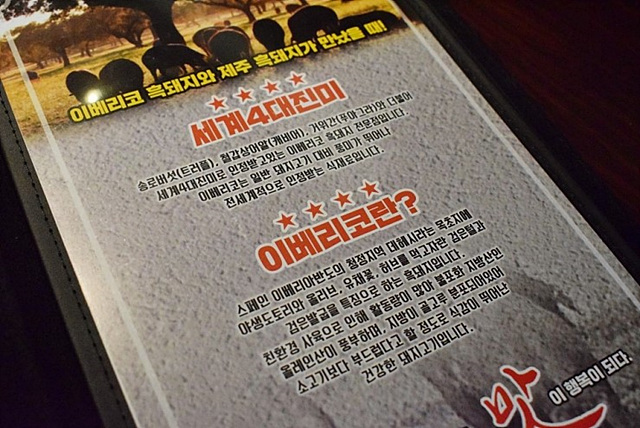 이베리코 흑돼지와 제주 흑돼지가 만났을 때!
세계4대진미
송로버섯(트러플), 철갑상어알(캐비어), 거위간(푸아그라)와 더불어
세계4대진미로 인정받고있는 이베리코 흑돼지 전문점입니다.
이베리코는 일반 돼지고기 대비 풍미가 뛰어나
전세계적으로 인정받는 식재료입니다.
이베리코란?
스페인 이베리아반도의 청정지역 데헤사라는 목초지에
야생도토리와 올리브, 유채꽃, 허브를 먹고자란 검은털과
검은발굽을 특징으로 하는 흑돼지입니다.
친환경 사육으로 인해 활동량이 많아 불포화 지방산인
올레인산이 풍부하며, 지방이 골고루 분포되어있어
소고기보다 부드럽다고 할 정도로 식감이 뛰어난
건강한 돼지고기입니다.
맛
이 행복이 되다